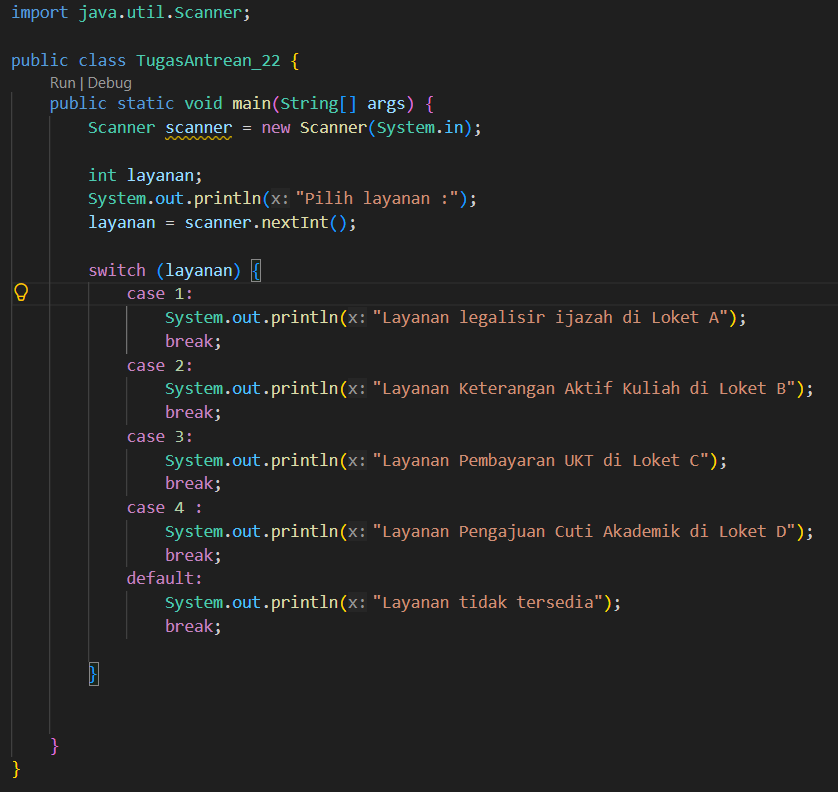 import java.util.Scanner;
public class TugasAntrean_22 {
Run | Debug
public static void main(String[] args) {
Scanner scanner = new Scanner(System.in);
int layanan;
System.out.println(x: "Pilih layanan :");
layanan = scanner.nextInt();
switch (layanan) {
case 1:
System.out.println(x: "Layanan legalisir ijazah di Loket A");
break;
case 2:
System.out.println(x: "Layanan Keterangan Aktif Kuliah di Loket B");
break;
case 3:
System.out.println(x: "Layanan Pembayaran UKT di Loket C");
break;
case 4 :
System.out.println(x: "Layanan Pengajuan Cuti Akademik di Loket D");
break;
default:
System.out.println(x: "Layanan tidak tersedia");
break;
}
}
}